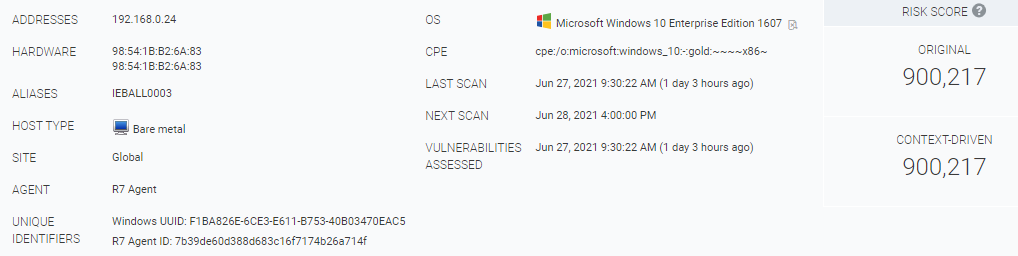 ADDRESSES 192.168.0.24
HARDWARE 98:54:1B:B2:6A:83
98:54:1B:B2:6A:83
ALIASES IEBALL0003
HOST TYPE Bare metal
SITE Global
AGENT R7 Agent
UNIQUE IDENTIFIERS Windows UUID: F1BA826E-6CE3-E611-B753-40B03470EAC5
R7 Agent ID: 7b39de60d388d683c16f7174b26a714f
OS Microsoft Windows 10 Enterprise Edition 1607
CPE cpe:/o:microsoft:windows_10:-:gold:~~~~x86~
LAST SCAN Jun 27, 2021 9:30:22 AM (1 day 3 hours ago)
NEXT SCAN Jun 28, 2021 4:00:00 PM
VULNERABILITIES ASSESSED Jun 27, 2021 9:30:22 AM (1 day 3 hours ago)
RISK SCORE ?
ORIGINAL
900,217
CONTEXT-DRIVEN
900,217